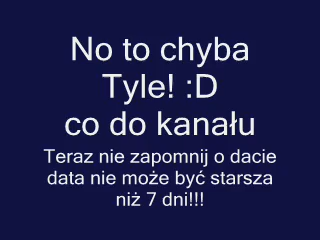 No to chyba
Tyle! :D
co do kanału
Teraz nie zapomnij o dacie
data nie może być starsza
niż 7 dni!!!